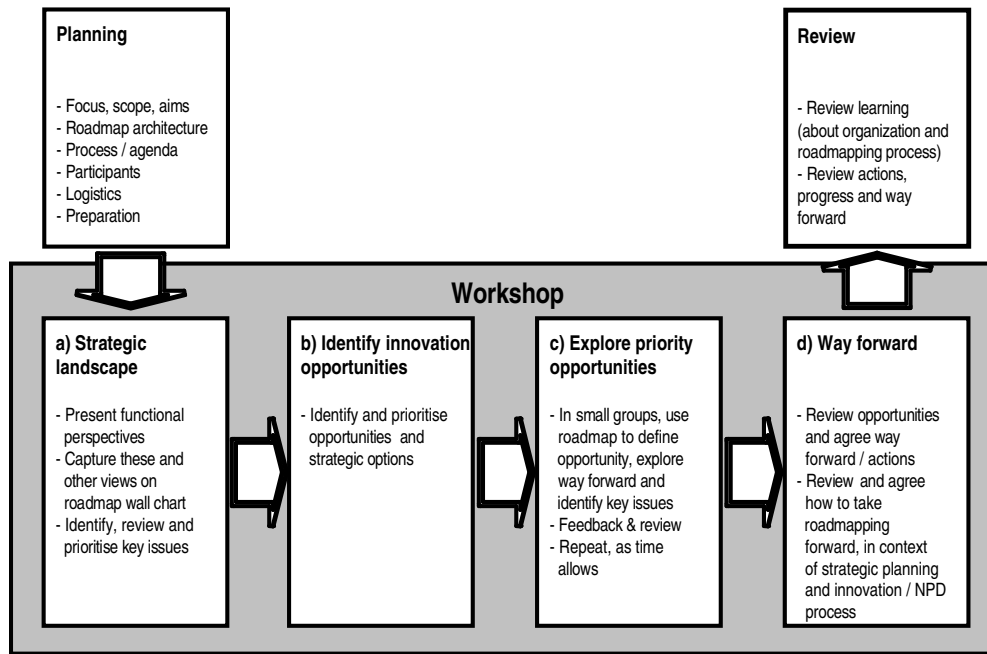 Planning
- Focus, scope, aims
- Roadmap architecture
- Process / agenda
- Participants
- Logistics
- Preparation
Review
- Review learning
(about organization and
roadmapping process)
- Review actions,
progress and way
forward
Workshop
a) Strategic
landscape
- Present functional
perspectives
- Capture these and
other views on
roadmap wall chart
- Identify, review and
prioritise key issues
b) Identify innovation
opportunities
- Identify and prioritise
opportunities and
strategic options
c) Explore priority
opportunities
- In small groups, use
roadmap to define
opportunity, explore
way forward and
identify key issues
- Feedback & review
- Repeat, as time
allows
d) Way forward
- Review opportunities
and agree way
forward / actions
- Review and agree
how to take
roadmapping
forward, in context
of strategic planning
and innovation / NPD
process